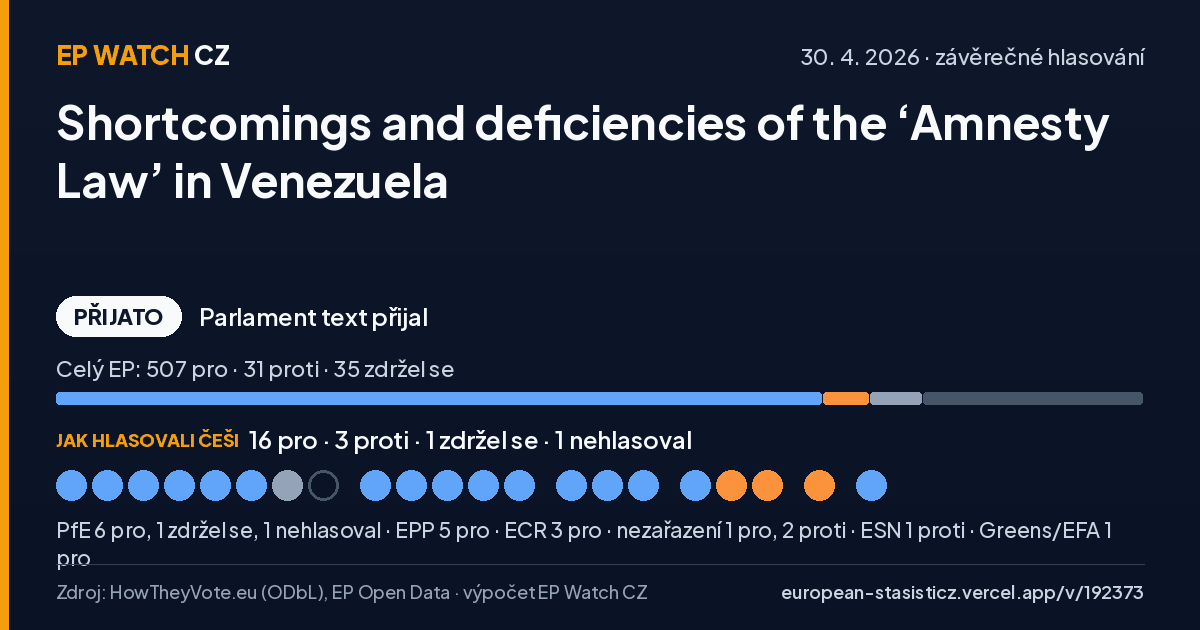 EP WATCH CZ
30. 4. 2026 · závěrečné hlasování
Shortcomings and deficiencies of the ‘Amnesty
Law’ in Venezuela
PŘIJATO Parlament text přijal
Celý EP: 507 pro · 31 proti · 35 zdržel se
JAK HLASOVALI ČEŠI 16 pro · 3 proti · 1 zdržel se · 1 nehlasoval
PfE 6 pro, 1 zdržel se, 1 nehlasoval · EPP 5 pro · ECR 3 pro · nezařazení 1 pro, 2 proti · ESN 1 proti · Greens/EFA 1
pro
Zdroj: HowTheyVote.eu (ODbL), EP Open Data · výpočet EP Watch CZ
european-stasisticz.vercel.app/v/192373